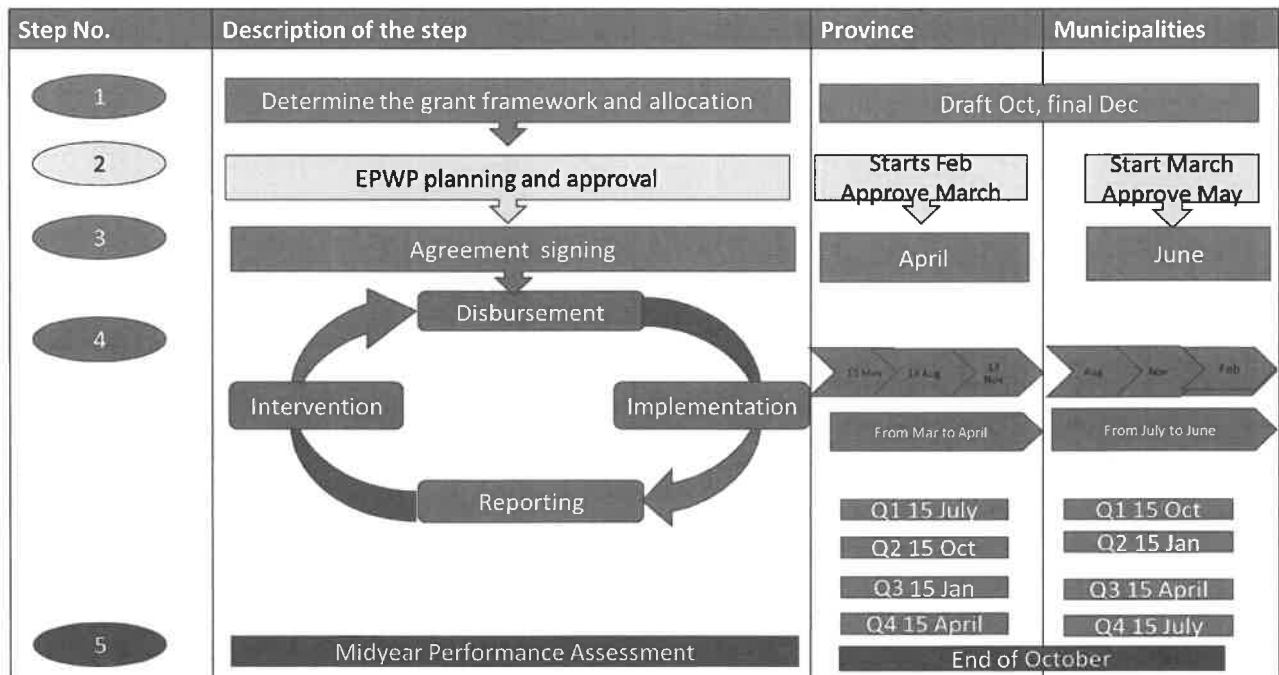 Step No.
Description of the step
Province
Municipalities
1
Determine the grant framework and allocation
Draft Oct, final Dec
2
EPWP planning and approval
Starts Feb
Approve March
Start March
Approve May
3
Agreement signing
April
June
4
Disbursement
Intervention
Implementation
Reporting
15 May
Aug
Nov
Aug
Nov
Feb
From Mar to April
From July to June
Q1 15 July
Q1 15 Oct
Q2 15 Oct
Q2 15 Jan
Q3 15 Jan
Q3 15 April
Q4 15 April
Q4 15 July
5
Midyear Performance Assessment
End of October